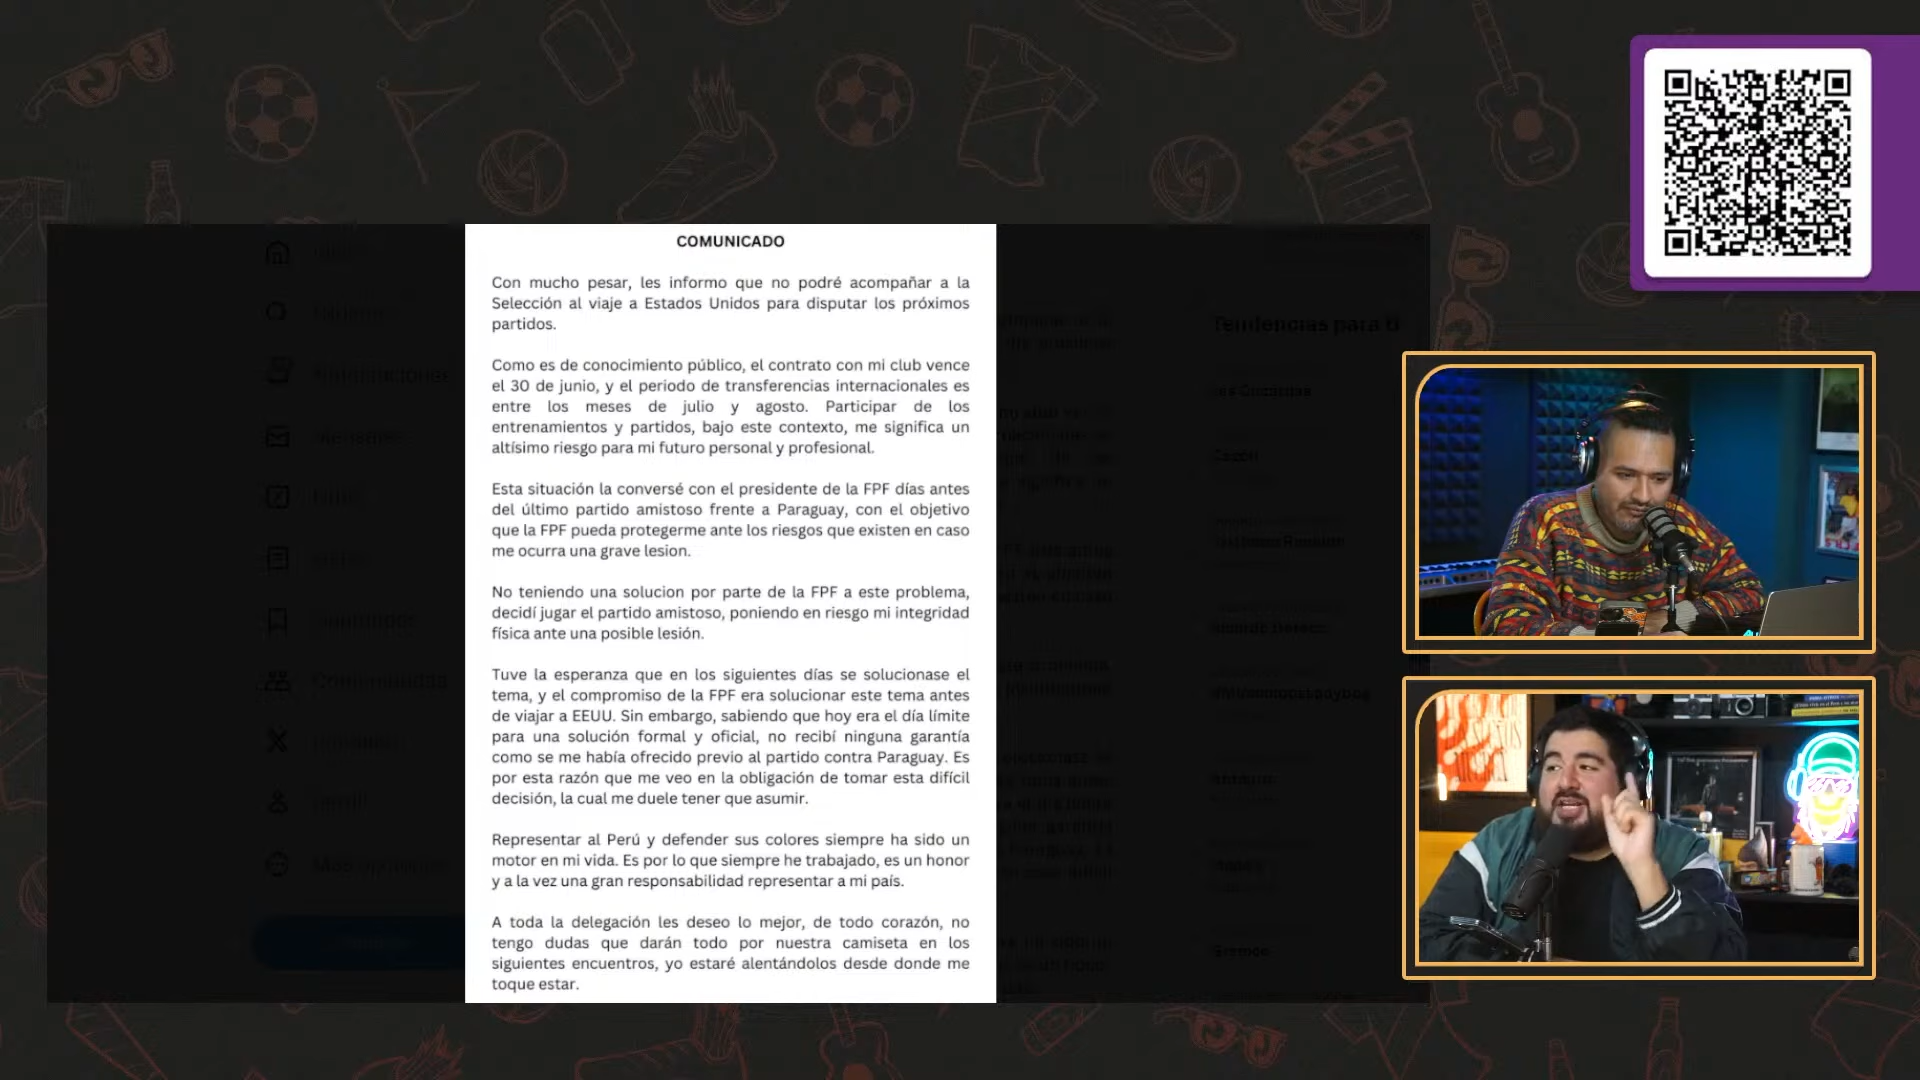 COMUNICADO
Con mucho pesar, les informo que no podré acompañar a la
Selección al viaje a Estados Unidos para disputar los próximos
partidos.
Como es de conocimiento público, el contrato con mi club vence
el 30 de junio, y el periodo de transferencias internacionales es
entre los meses de julio y agosto. Participar de los
entrenamientos y partidos, bajo este contexto, me significa un
altísimo riesgo para mi futuro personal y profesional.
Esta situación la conversé con el presidente de la FPF días antes
del último partido amistoso frente a Paraguay, con el objetivo
que la FPF pueda protegerme ante los riesgos que existen en caso
me ocurra una grave lesion.
No teniendo una solucion por parte de la FPF a este problema,
decidí jugar el partido amistoso, poniendo en riesgo mi integridad
física ante una posible lesión.
Tuve la esperanza que en los siguientes días se solucionase el
tema, y el compromiso de la FPF era solucionar este tema antes
de viajar a EEUU. Sin embargo, sabiendo que hoy era el día límite
para una solución formal y oficial, no recibí ninguna garantía
como se me había ofrecido previo al partido contra Paraguay. Es
por esta razón que me veo en la obligación de tomar esta difícil
decisión, la cual me duele tener que asumir.
Representar al Perú y defender sus colores siempre ha sido un
motor en mi vida. Es por lo que siempre he trabajado, es un honor
y a la vez una gran responsabilidad representar a mi país.
A toda la delegación les deseo lo mejor, de todo corazón, no
tengo dudas que darán todo por nuestra camiseta en los
siguientes encuentros, yo estaré alentándolos desde donde me
toque estar.
Tendencias para ti